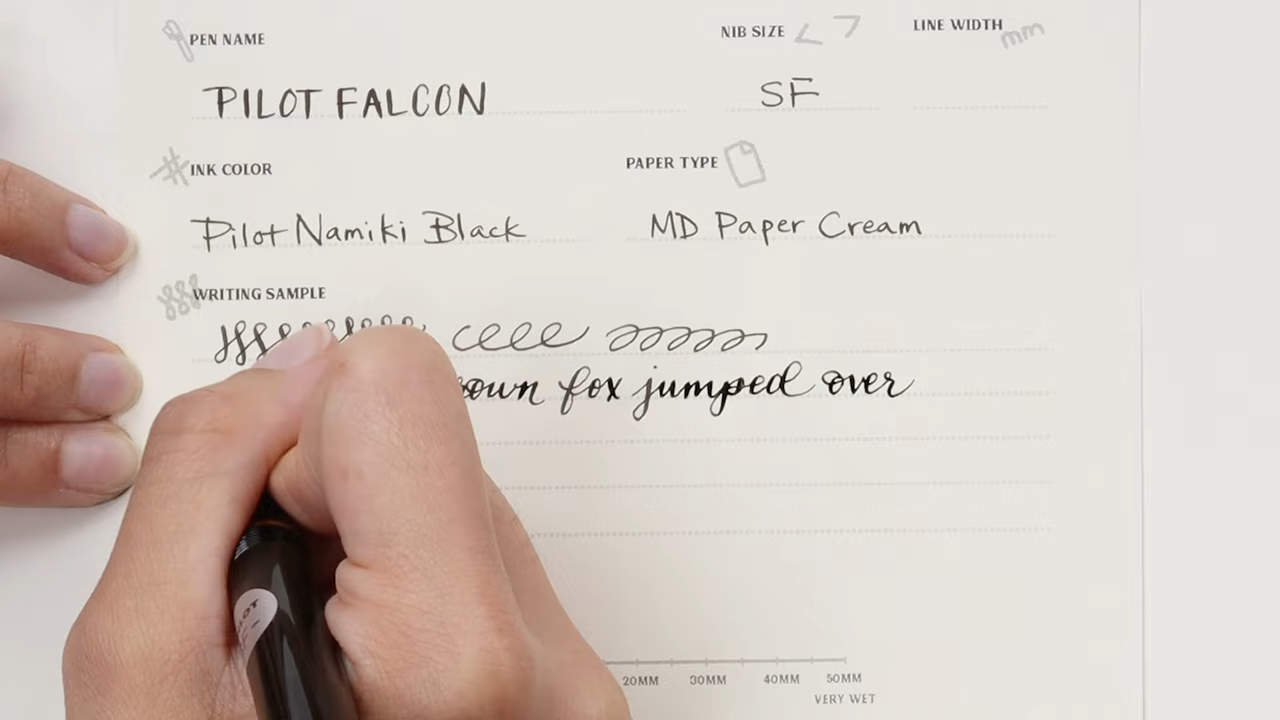 PEN NAME NIB SIZE < > LINE WIDTH mm
PILOT FALCON SF
# INK COLOR PAPER TYPE
Pilot Namiki Black MD Paper Cream
WRITING SAMPLE
fox jumped over
20MM 30MM 40MM 50MM
VERY WET